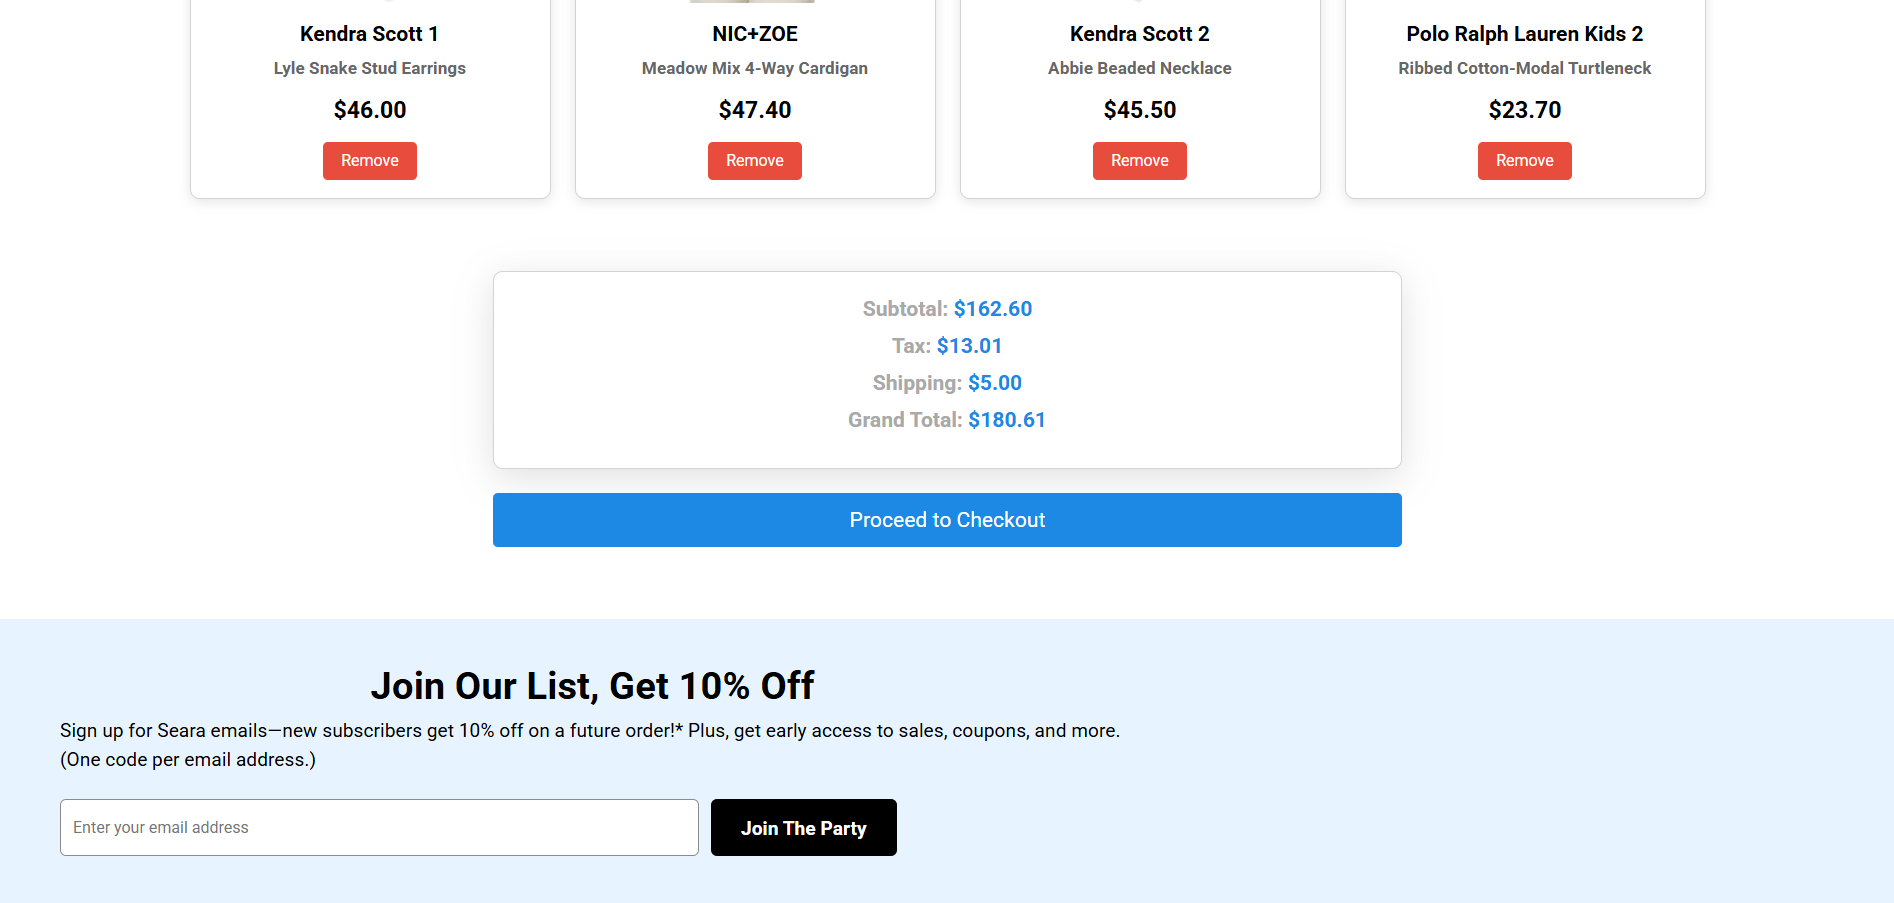 Kendra Scott 1
Lyle Snake Stud Earrings
$46.00
Remove
NIC+ZOE
Meadow Mix 4-Way Cardigan
$47.40
Remove
Kendra Scott 2
Abbie Beaded Necklace
$45.50
Remove
Polo Ralph Lauren Kids 2
Ribbed Cotton-Modal Turtleneck
$23.70
Remove
Subtotal: $162.60
Tax: $13.01
Shipping: $5.00
Grand Total: $180.61
Proceed to Checkout
Join Our List, Get 10% Off
Sign up for Seara emails—new subscribers get 10% off on a future order!* Plus, get early access to sales, coupons, and more.
(One code per email address.)
Enter your email address
Join The Party